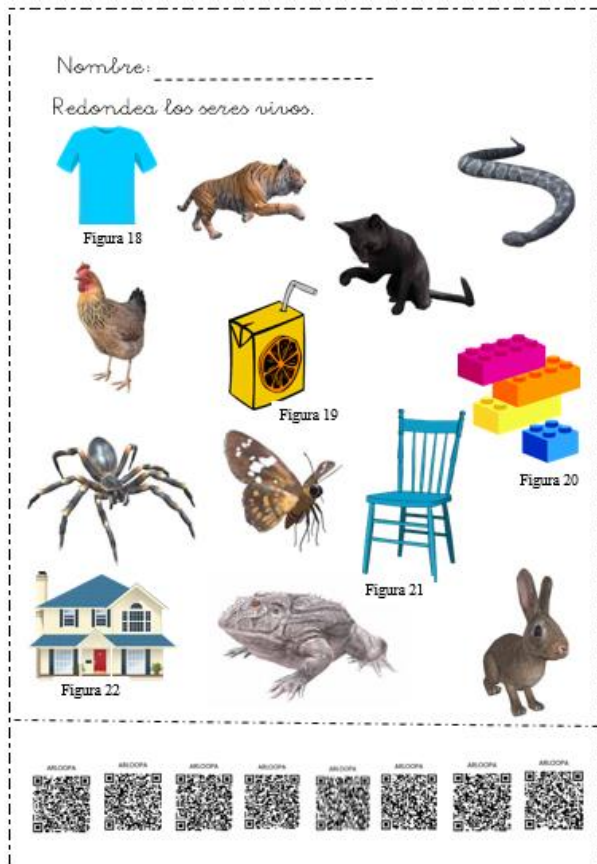 Nombre:
Redondea los seres vivos.
Figura 18
Figura 19
Figura 20
Figura 21
Figura 22
ARLOOPA ARLOOPA ARLOOPA ARLOOPA ARLOOPA ARLOOPA ARLOOPA ARLOOPA